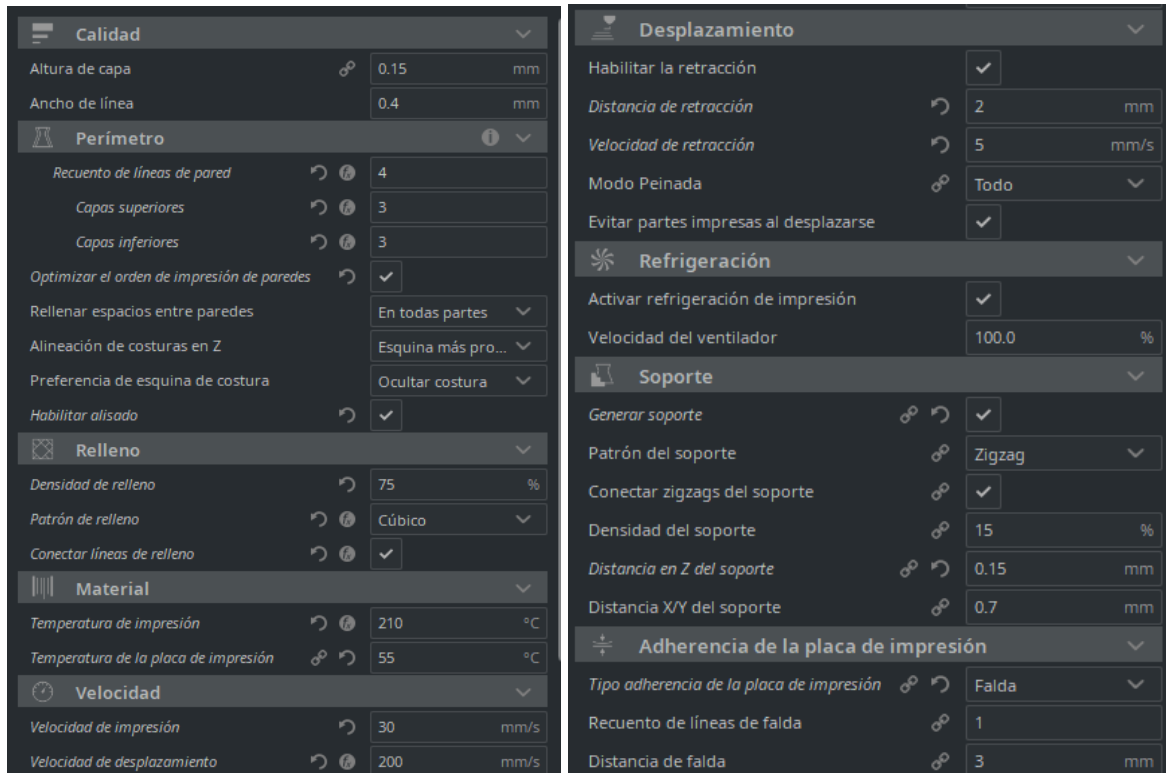 Calidad
Altura de capa 0.15 mm
Ancho de línea 0.4 mm
Perímetro
Recuento de líneas de pared 4
Capas superiores 3
Capas inferiores 3
Optimizar el orden de impresión de paredes
Rellenar espacios entre paredes En todas partes
Alineación de costuras en Z Esquina más pro...
Preferencia de esquina de costura Ocultar costura
Habilitar alisado
Relleno
Densidad de relleno 75 %
Patrón de relleno Cúbico
Conectar líneas de relleno
Material
Temperatura de impresión 210 °C
Temperatura de la placa de impresión 55 °C
Velocidad
Velocidad de impresión 30 mm/s
Velocidad de desplazamiento 200 mm/s
Desplazamiento
Habilitar la retracción
Distancia de retracción 2 mm
Velocidad de retracción 5 mm/s
Modo Peinada Todo
Evitar partes impresas al desplazarse
Refrigeración
Activar refrigeración de impresión
Velocidad del ventilador 100.0 %
Soporte
Generar soporte
Patrón del soporte Zigzag
Conectar zigzags del soporte
Densidad del soporte 15 %
Distancia en Z del soporte 0.15 mm
Distancia X/Y del soporte 0.7 mm
Adherencia de la placa de impresión
Tipo adherencia de la placa de impresión Falda
Recuento de líneas de falda 1
Distancia de falda 3 mm